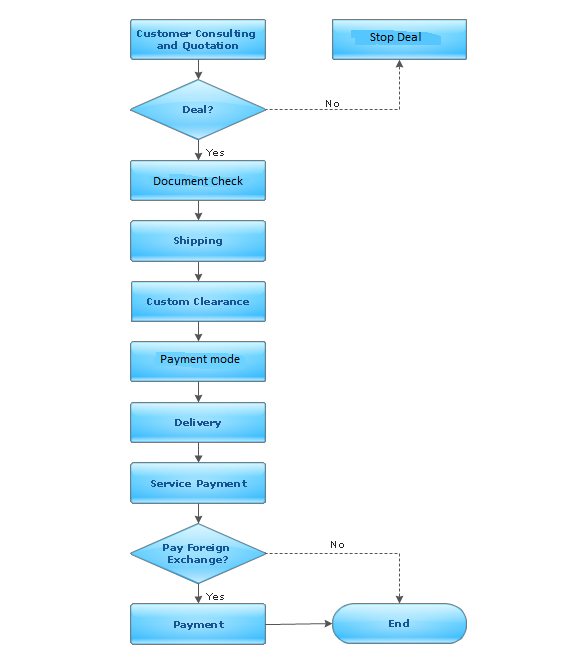 Customer Consulting
and Quotation
Stop Deal
Deal?
No
Yes
Document Check
Shipping
Custom Clearance
Payment mode
Delivery
Service Payment
Pay Foreign
Exchange?
No
Yes
Payment
End